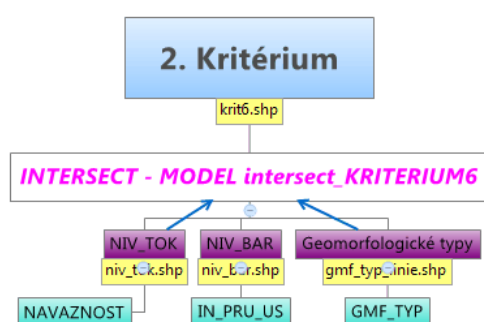 2. Kritérium
krit6.shp
INTERSECT - MODEL intersect_KRITERIUM6
NIV_TOK NIV_BAR Geomorfologické typy
niv_tok.shp niv_bar.shp gmf_typ_linie.shp
NAVAZNOST IN_PRU_US GMF_TYP